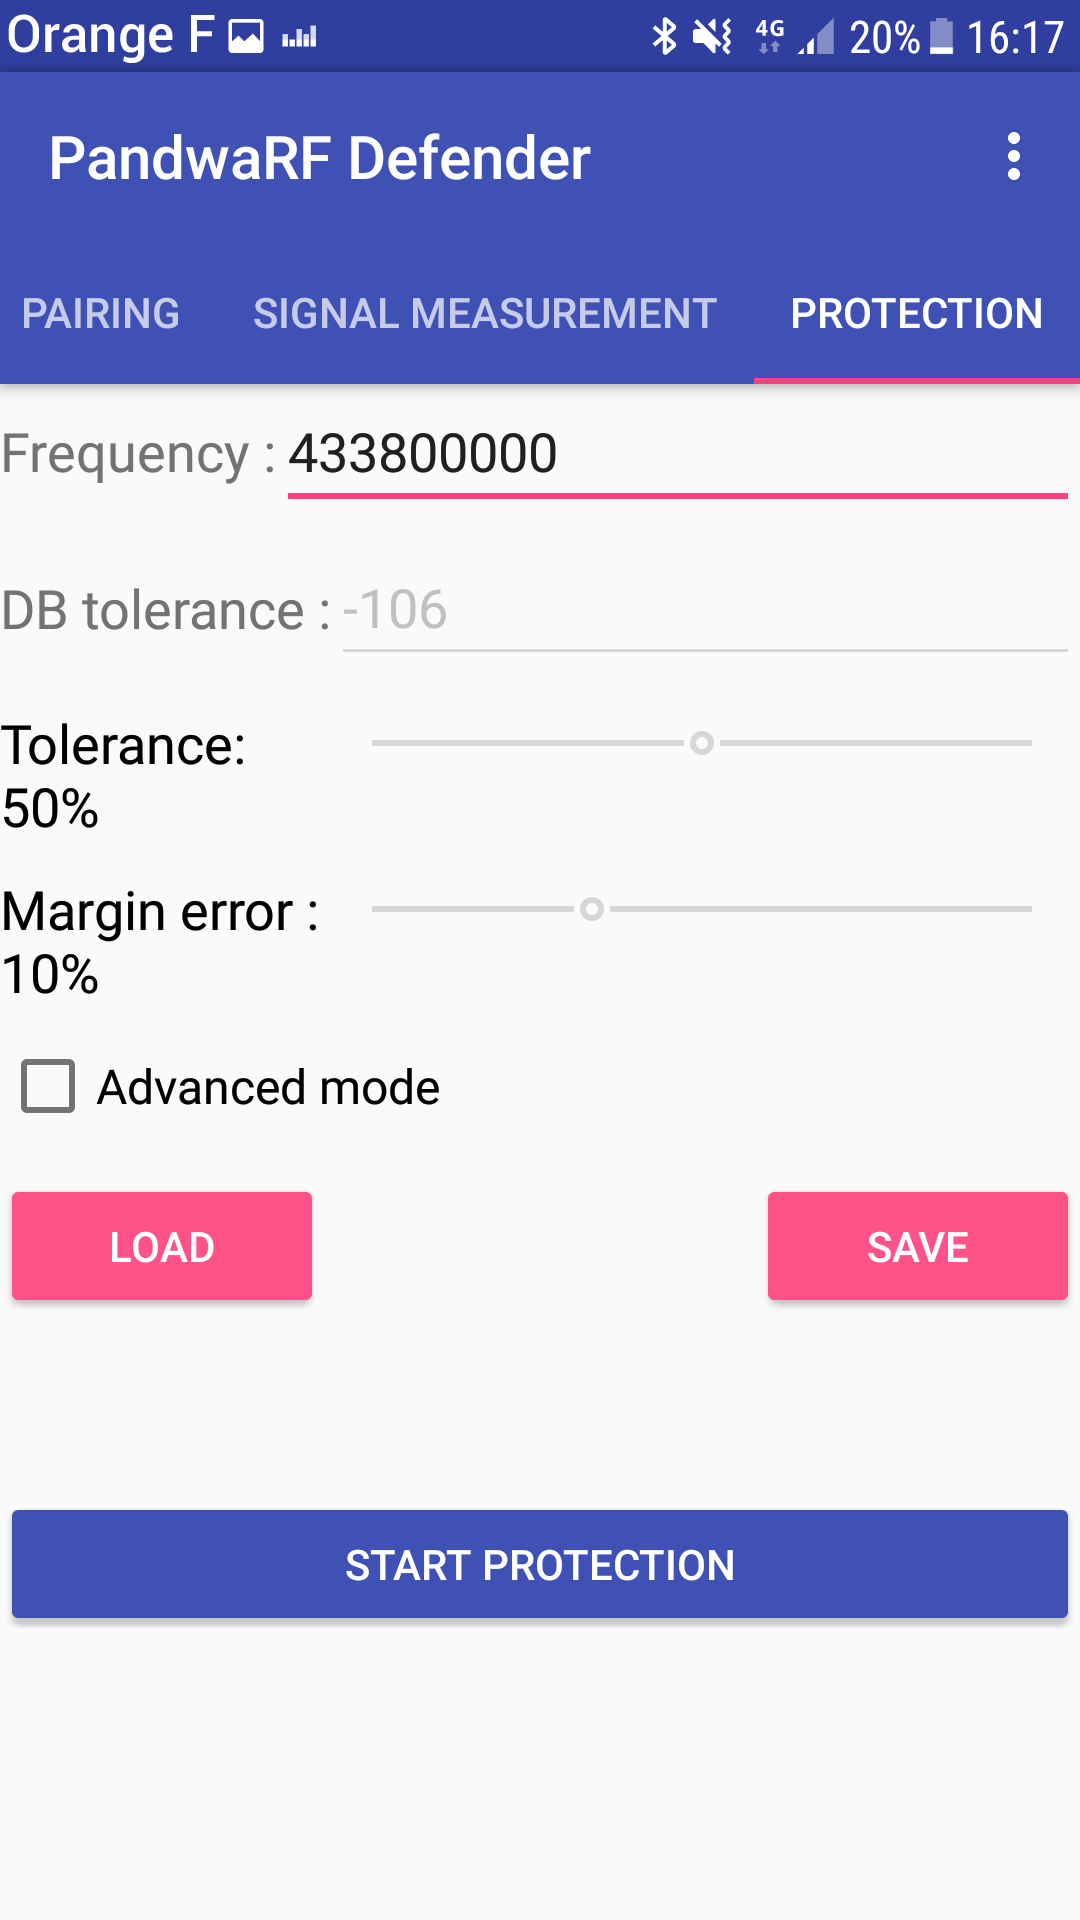 Orange F 4G 20% 16:17
PandwaRF Defender
PAIRING SIGNAL MEASUREMENT PROTECTION
Frequency : 433800000
DB tolerance : -106
Tolerance:
50%
Margin error :
10%
Advanced mode
LOAD SAVE
START PROTECTION